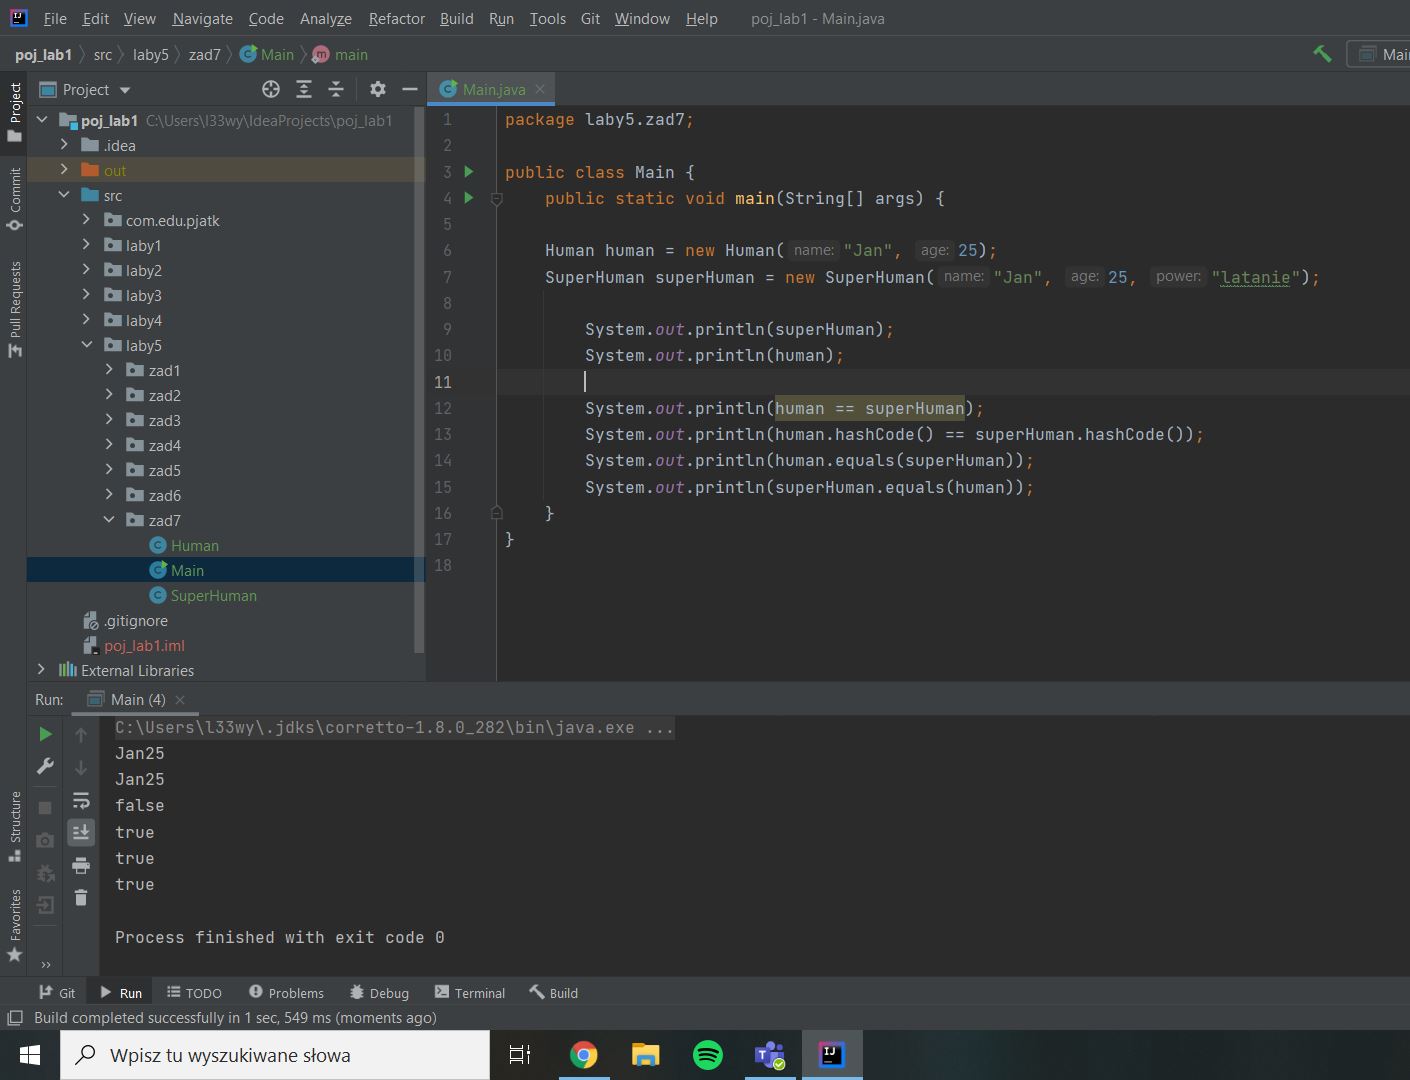 File Edit View Navigate Code Analyze Refactor Build Run Tools Git Window Help poj_lab1 - Main.java
poj_lab1 src laby5 zad7 Main m main
Mai
Project
Project
Commit
Pull Requests
poj_lab1 C:\Users\l33wy\IdeaProjects\poj_lab1
.idea
out
src
com.edu.pjatk
laby1
laby2
laby3
laby4
laby5
zad1
zad2
zad3
zad4
zad5
zad6
zad7
C Human
C Main
C SuperHuman
.gitignore
poj_lab1.iml
External Libraries
C Main.java
1 package laby5.zad7;
2
3 public class Main {
4 public static void main(String[] args) {
5
6 Human human = new Human( name: "Jan", age: 25);
7 SuperHuman superHuman = new SuperHuman( name: "Jan", age: 25, power: "latanie");
8
9 System.out.println(superHuman);
10 System.out.println(human);
11
12 System.out.println(human == superHuman);
13 System.out.println(human.hashCode() == superHuman.hashCode());
14 System.out.println(human.equals(superHuman));
15 System.out.println(superHuman.equals(human));
16 }
17 }
18
Run: Main (4)
Structure
Favorites
C:\Users\l33wy\.jdks\corretto-1.8.0_282\bin\java.exe ...
Jan25
Jan25
false
true
true
true
Process finished with exit code 0
Git Run TODO Problems Debug Terminal Build
Build completed successfully in 1 sec, 549 ms (moments ago)
Wpisz tu wyszukiwane słowa
T
IJ